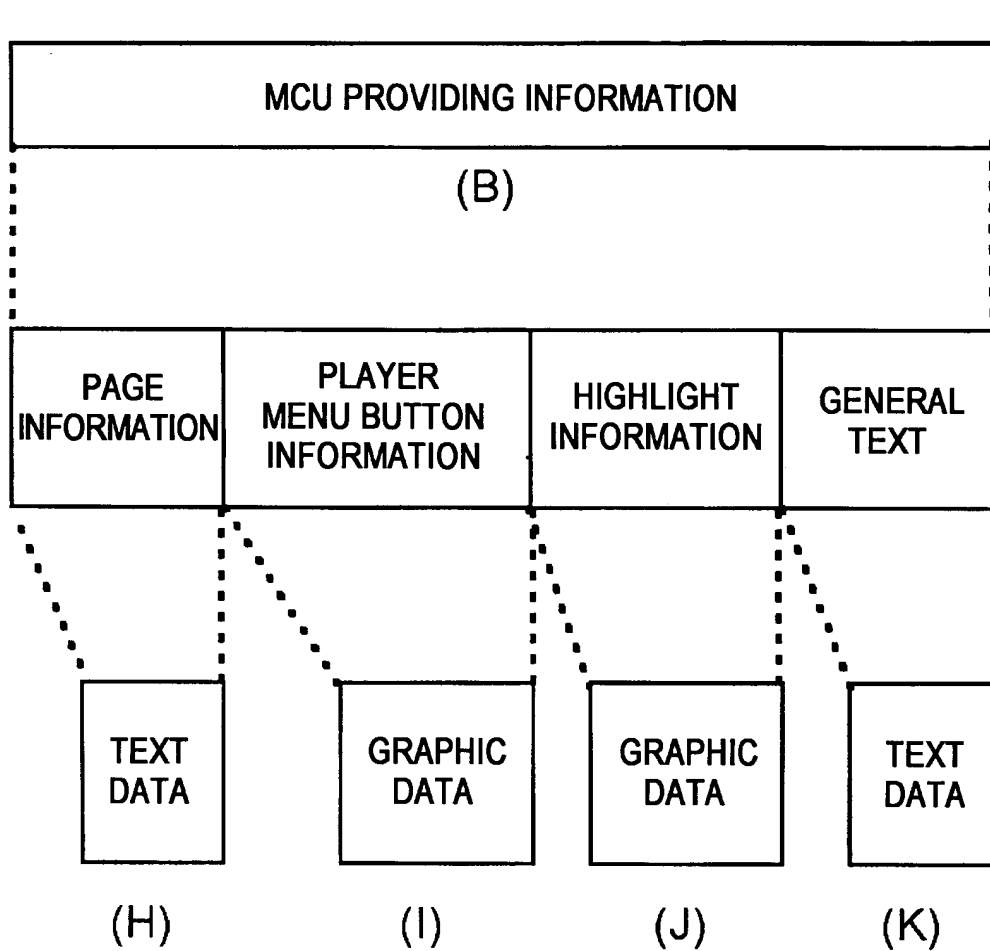 MCU PROVIDING INFORMATION
(B)
PAGE
INFORMATION
PLAYER
MENU BUTTON
INFORMATION
HIGHLIGHT
INFORMATION
GENERAL
TEXT
TEXT
DATA
GRAPHIC
DATA
GRAPHIC
DATA
TEXT
DATA
(H)
(I)
(J)
(K)